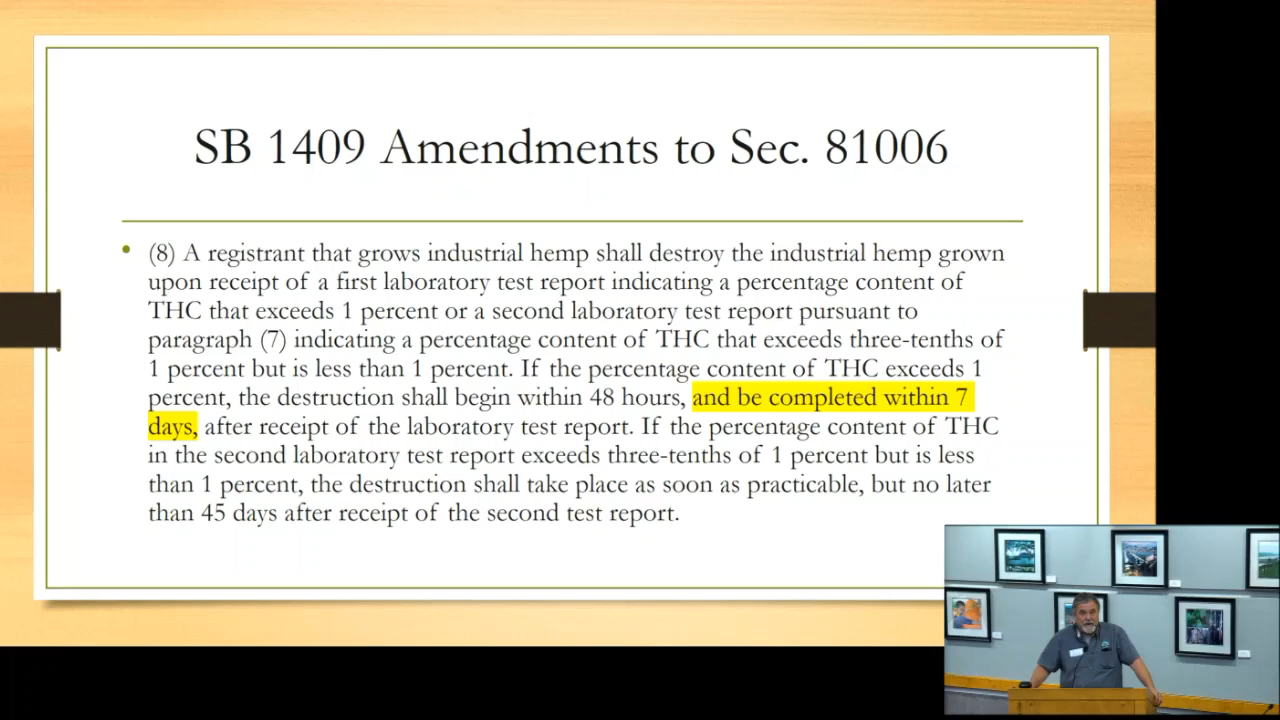 SB 1409 Amendments to Sec. 81006
• (8) A registrant that grows industrial hemp shall destroy the industrial hemp grown
upon receipt of a first laboratory test report indicating a percentage content of
THC that exceeds 1 percent or a second laboratory test report pursuant to
paragraph (7) indicating a percentage content of THC that exceeds three-tenths of
1 percent but is less than 1 percent. If the percentage content of THC exceeds 1
percent, the destruction shall begin within 48 hours, and be completed within 7
days, after receipt of the laboratory test report. If the percentage content of THC
in the second laboratory test report exceeds three-tenths of 1 percent but is less
than 1 percent, the destruction shall take place as soon as practicable, but no later
than 45 days after receipt of the second test report.